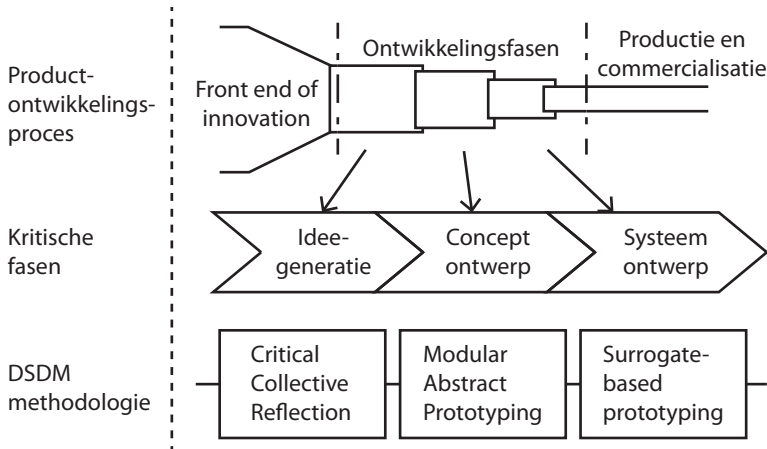 Product-
ontwikkelings-
proces
Front end of
innovation
Ontwikkelingsfasen
Productie en
commercialisatie
Kritische
fasen
Idee-
generatie
Concept
ontwerp
Systeem
ontwerp
DSDM
methodologie
Critical
Collective
Reflection
Modular
Abstract
Prototyping
Surrogate-
based
prototyping